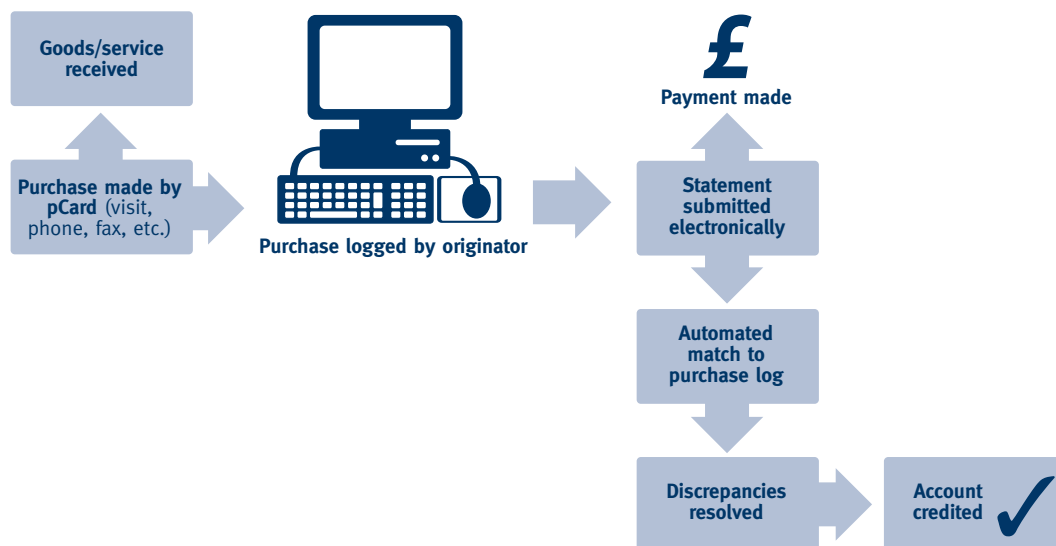 Goods/service
received
£
Payment made
Purchase made by
pCard (visit,
phone, fax, etc.)
Purchase logged by originator
Statement
submitted
electronically
Automated
match to
purchase log
Discrepancies
resolved
Account
credited